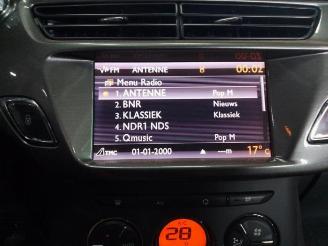 FM ANTENNE 00:02
Menu Radio
1. ANTENNE Pop M
2. BNR Nieuws
3. KLASSIEK Klassiek
4. NDR1 NDS
5. Qmusic Pop M
TMC 01-01-2000 ▲ ---m 17°
28